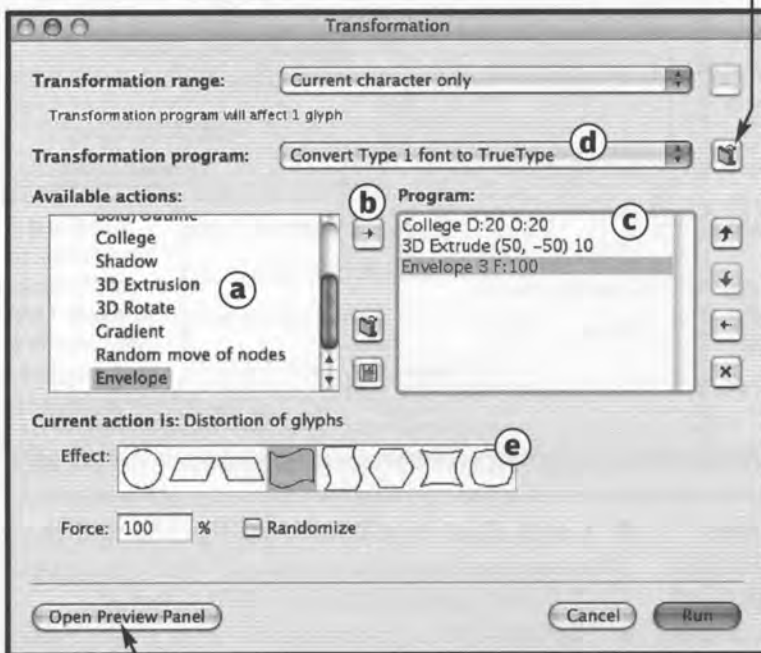 Transformation
Transformation range: Current character only
Transformation program will affect 1 glyph
Transformation program: Convert Type 1 font to TrueType d
Available actions: b Program:
Bold/Outline
College
Shadow
3D Extrusion
3D Rotate
Gradient
Random move of nodes
Envelope
a
College D:20 O:20
3D Extrude (50, -50) 10
Envelope 3 F:100
c
Current action is: Distortion of glyphs
Effect: e
Force: 100 % Randomize
Open Preview Panel Cancel Run